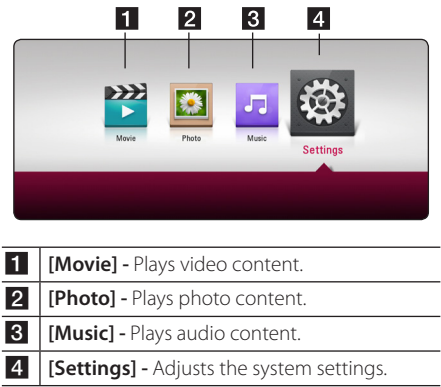 1 2 3 4
Movie Photo Music Settings
1 [Movie] - Plays video content.
2 [Photo] - Plays photo content.
3 [Music] - Plays audio content.
4 [Settings] - Adjusts the system settings.